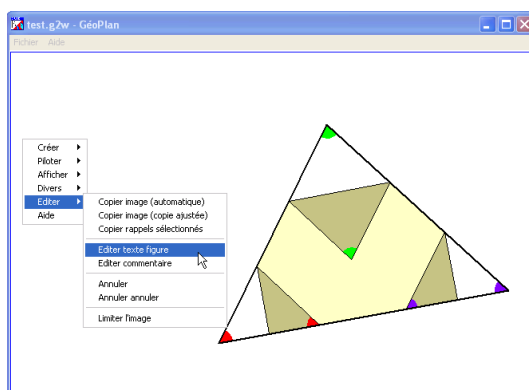 test.g2w - GéoPlan
Fichier Aide
Créer
Piloter
Afficher
Divers
Editer
Aide
Copier image (automatique)
Copier image (copie ajustée)
Copier rappels sélectionnés
Editer texte figure
Editer commentaire
Annuler
Annuler annuler
Limiter l'image